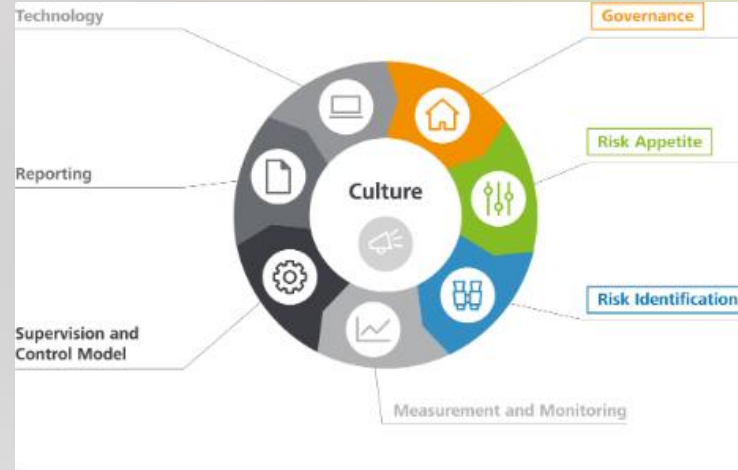 Technology
Governance
Risk Appetite
Reporting
Culture
Risk Identification
Supervision and
Control Model
Measurement and Monitoring